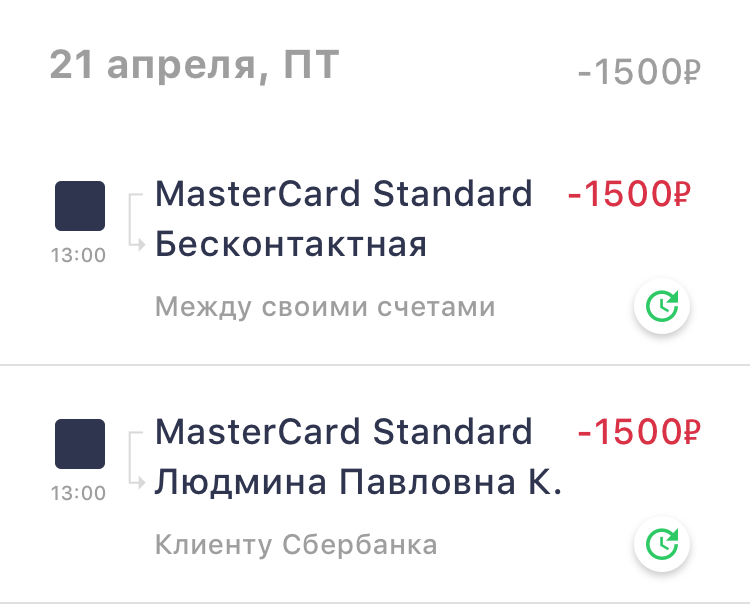 21 апреля, ПТ -1500₽
MasterCard Standard -1500₽
Бесконтактная
13:00
Между своими счетами
MasterCard Standard -1500₽
Людмина Павловна К.
13:00
Клиенту Сбербанка